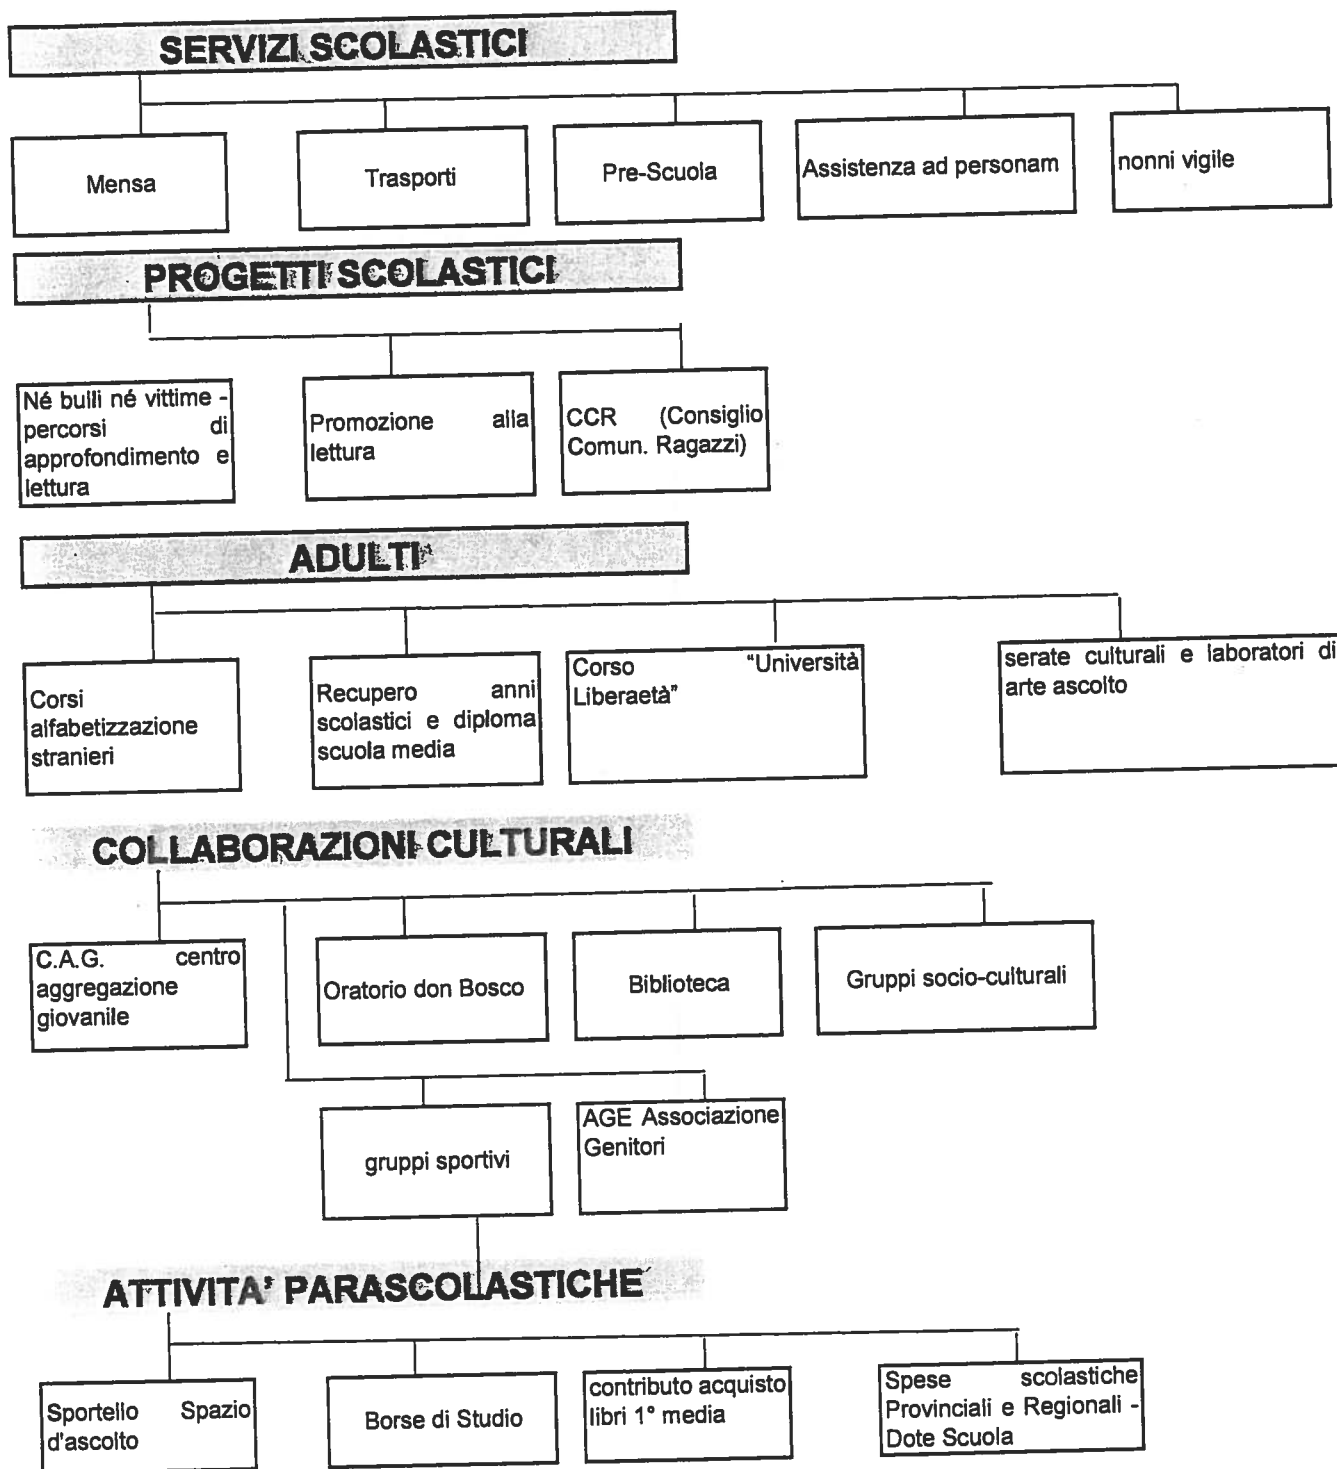 SERVIZI SCOLASTICI
Mensa
Trasporti
Pre-Scuola
Assistenza ad personam
nonni vigile
PROGETTI SCOLASTICI
Né bulli né vittime -
percorsi di
approfondimento e
lettura
Promozione alla
lettura
CCR (Consiglio
Comun. Ragazzi)
ADULTI
Corsi
alfabetizzazione
stranieri
Recupero anni
scolastici e diploma
scuola media
Corso "Università
Liberaetà"
serate culturali e laboratori di
arte ascolto
COLLABORAZIONI CULTURALI
C.A.G. centro
aggregazione
giovanile
Oratorio don Bosco
Biblioteca
Gruppi socio-culturali
gruppi sportivi
AGE Associazione
Genitori
ATTIVITA' PARASCOLASTICHE
Sportello Spazio
d'ascolto
Borse di Studio
contributo acquisto
libri 1° media
Spese scolastiche
Provinciali e Regionali -
Dote Scuola